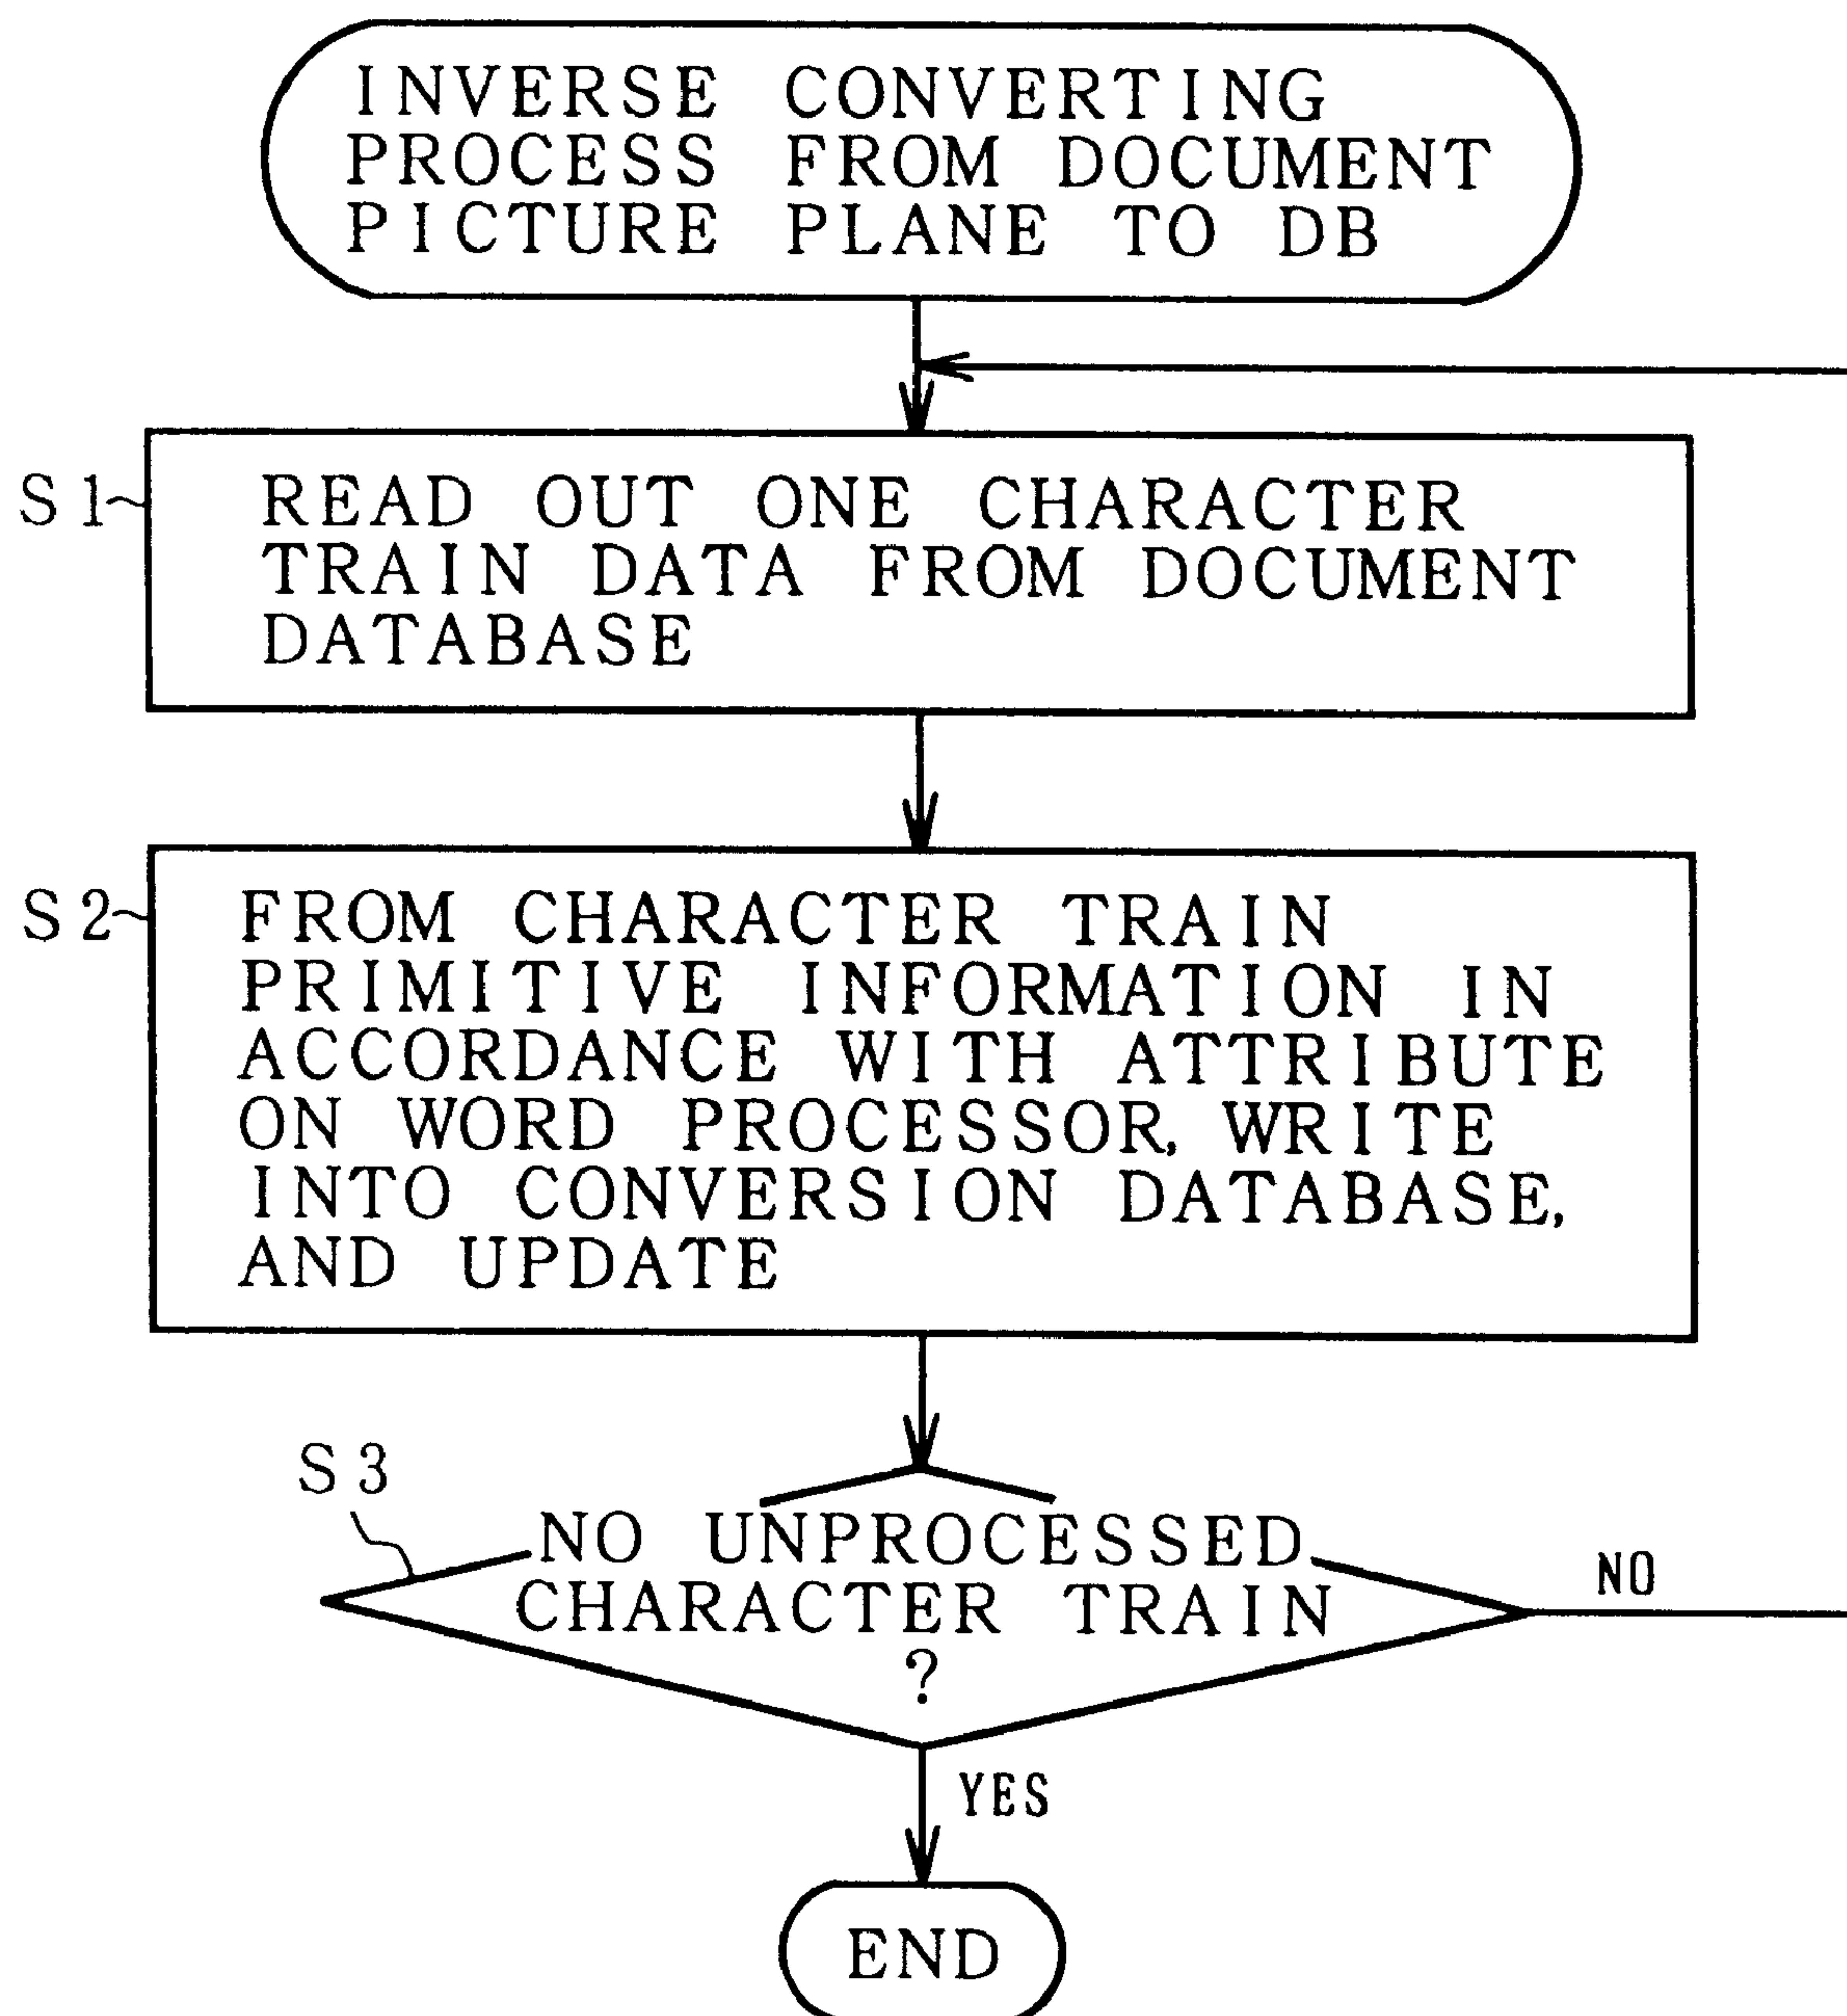 INVERSE CONVERTING
PROCESS FROM DOCUMENT
PICTURE PLANE TO DB
S1
READ OUT ONE CHARACTER
TRAIN DATA FROM DOCUMENT
DATABASE
S2
FROM CHARACTER TRAIN
PRIMITIVE INFORMATION IN
ACCORDANCE WITH ATTRIBUTE
ON WORD PROCESSOR, WRITE
INTO CONVERSION DATABASE,
AND UPDATE
S3
NO UNPROCESSED
CHARACTER TRAIN
?
NO
YES
END